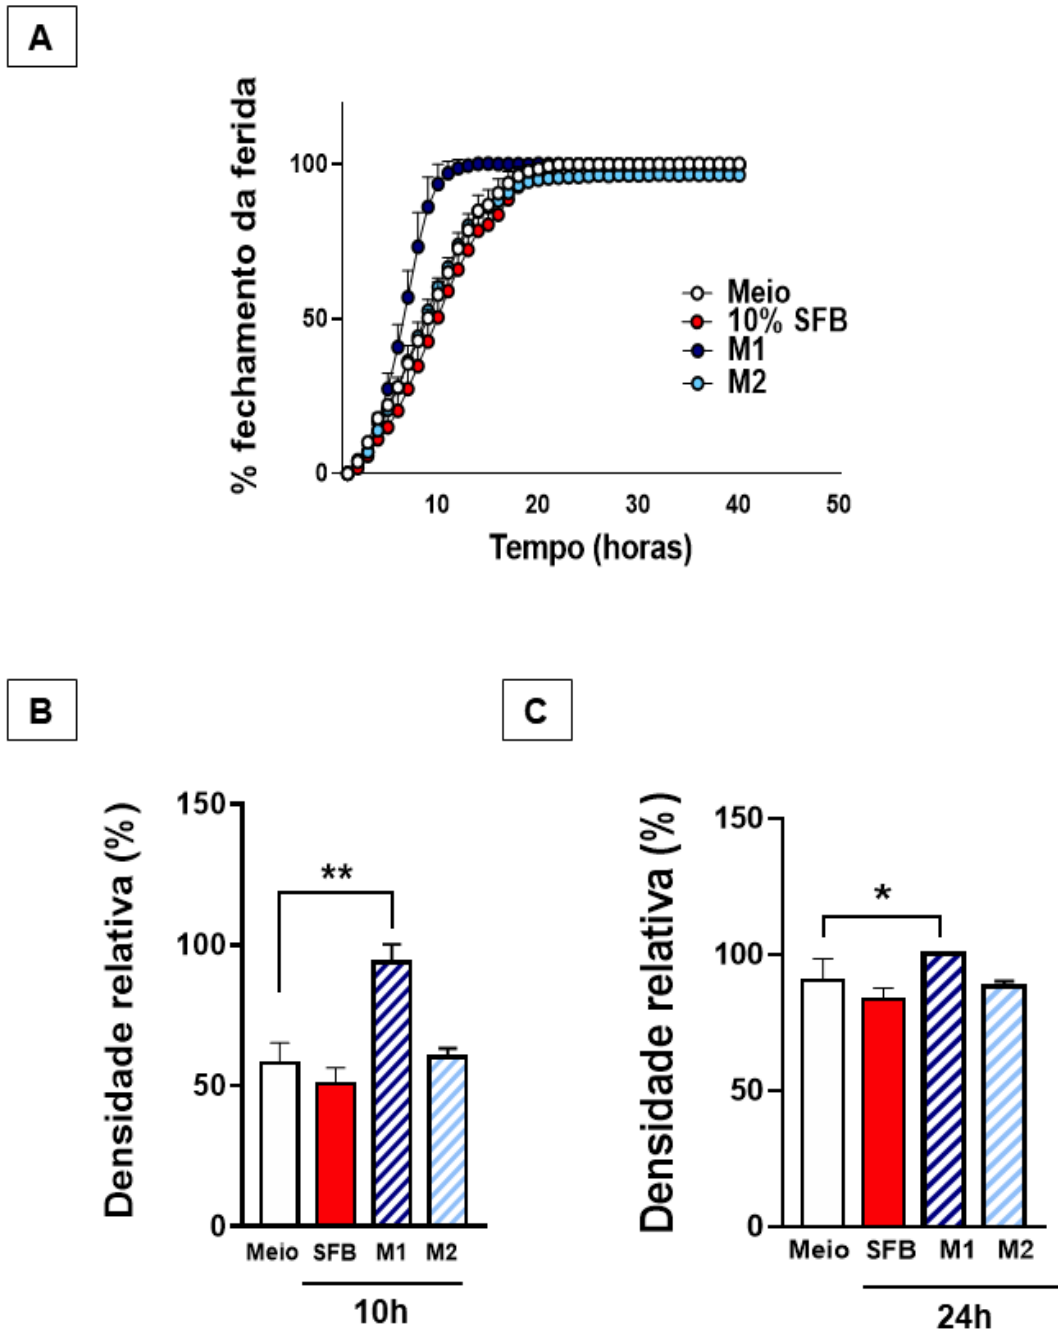 A
% fechamento da ferida
100
50
0
10 20 30 40 50
Tempo (horas)
Meio
10% SFB
M1
M2
B
Densidade relativa (%)
150
100
50
0
**
Meio SFB M1 M2
10h
C
Densidade relativa (%)
150
100
50
0
*
Meio SFB M1 M2
24h